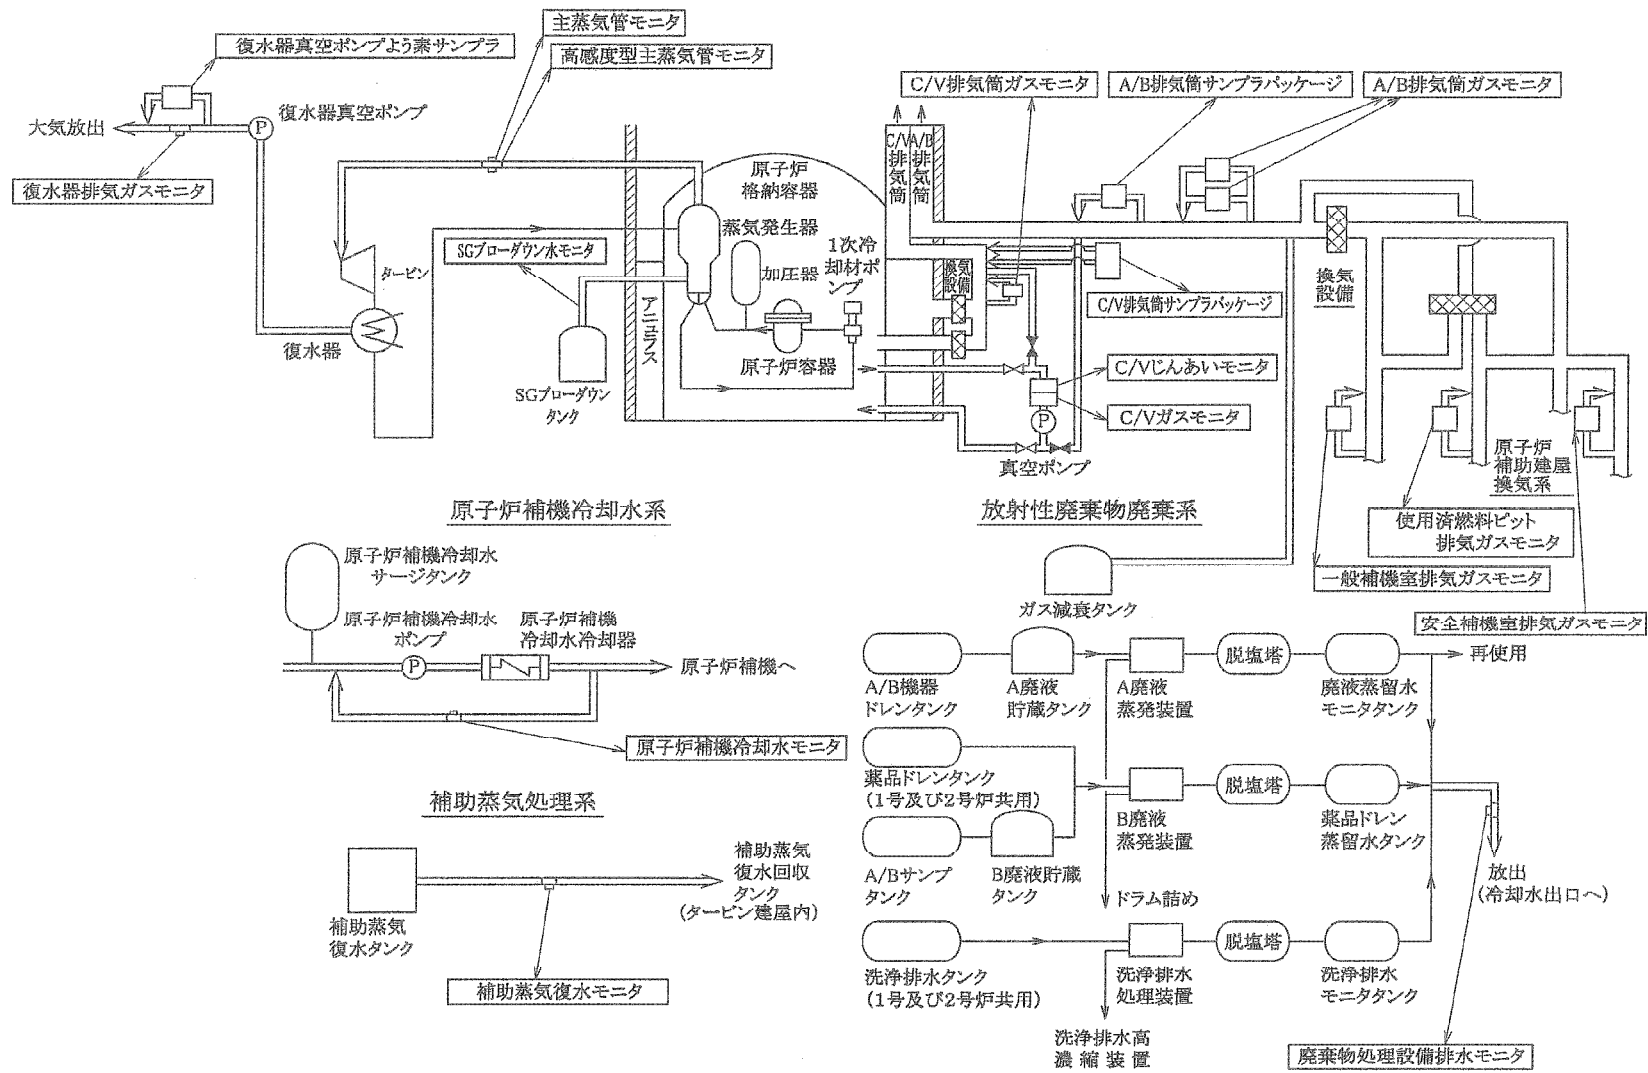 主蒸気管モニタ
高感度型主蒸気管モニタ
復水器真空ポンプよう素サンプラ
復水器真空ポンプ
P
大気放出
復水器排気ガスモニタ
C/V排気筒ガスモニタ
A/B排気筒サンプラパッケージ
A/B排気筒ガスモニタ
C/V
排気筒
A/B
排気筒
原子炉
格納容器
蒸気発生器
SGブローダウン水モニタ
加圧器
1次冷
却材ポ
ンプ
換気
設備
タービン
復水器
アニュラス
原子炉容器
SGブローダウン
タンク
C/V排気筒サンプラパッケージ
換気
設備
C/Vじんあいモニタ
C/Vガスモニタ
P
真空ポンプ
原子炉
補助建屋
換気系
使用済燃料ピット
排気ガスモニタ
一般補機室排気ガスモニタ
安全補機室排気ガスモニタ
原子炉補機冷却水系
原子炉補機冷却水
サージタンク
原子炉補機冷却水
ポンプ
原子炉補機
冷却水冷却器
P
原子炉補機へ
原子炉補機冷却水モニタ
補助蒸気処理系
補助蒸気
復水タンク
補助蒸気
復水回収
タンク
(タービン建屋内)
補助蒸気復水モニタ
放射性廃棄物廃棄系
ガス減衰タンク
A/B機器
ドレンタンク
A廃液
貯蔵タンク
A廃液
蒸発装置
脱塩塔
廃液蒸留水
モニタタンク
再使用
薬品ドレンタンク
(1号及び2号炉共用)
A/Bサンプ
タンク
B廃液貯蔵
タンク
B廃液
蒸発装置
脱塩塔
薬品ドレン
蒸留水タンク
放出
(冷却水出口へ)
ドラム詰め
洗浄排水タンク
(1号及び2号炉共用)
洗浄排水
処理装置
脱塩塔
洗浄排水
モニタタンク
洗浄排水高
濃縮装置
廃棄物処理設備排水モニタ